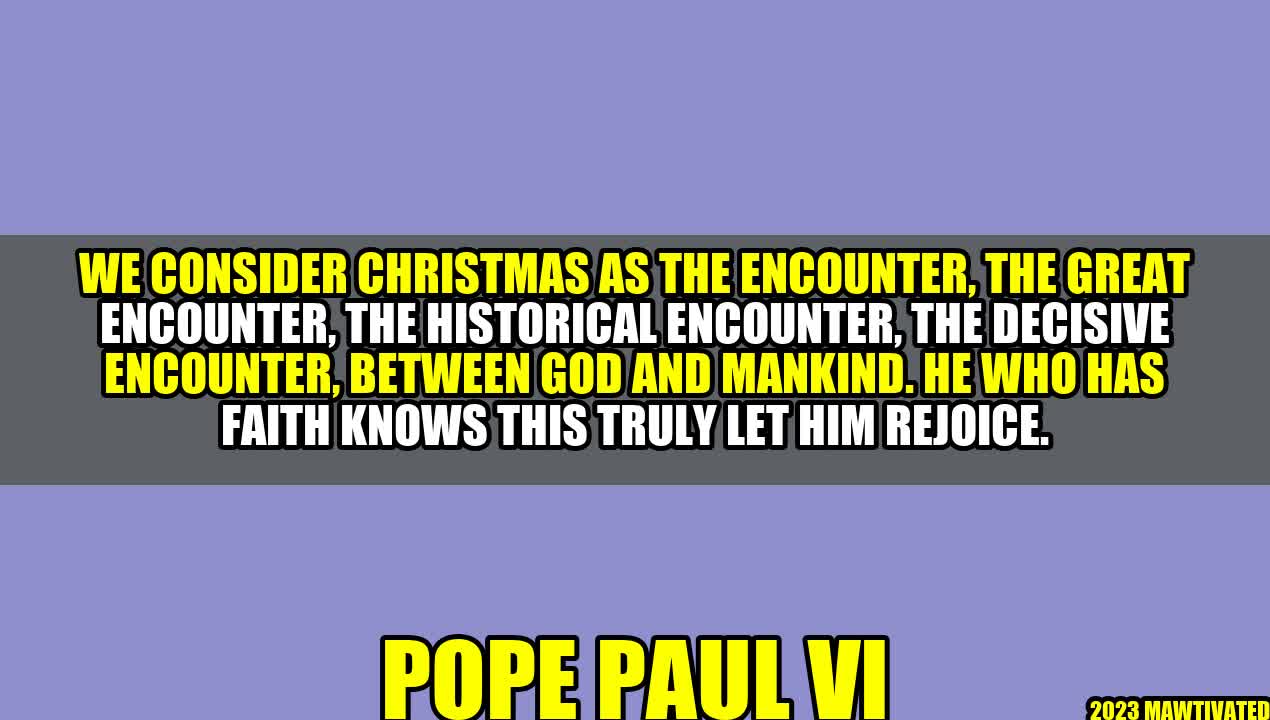 WE CONSIDER CHRISTMAS AS THE ENCOUNTER, THE GREAT
ENCOUNTER, THE HISTORICAL ENCOUNTER, THE DECISIVE
ENCOUNTER, BETWEEN GOD AND MANKIND. HE WHO HAS
FAITH KNOWS THIS TRULY LET HIM REJOICE.
POPE PAUL VI
2023 MAWTIVATED